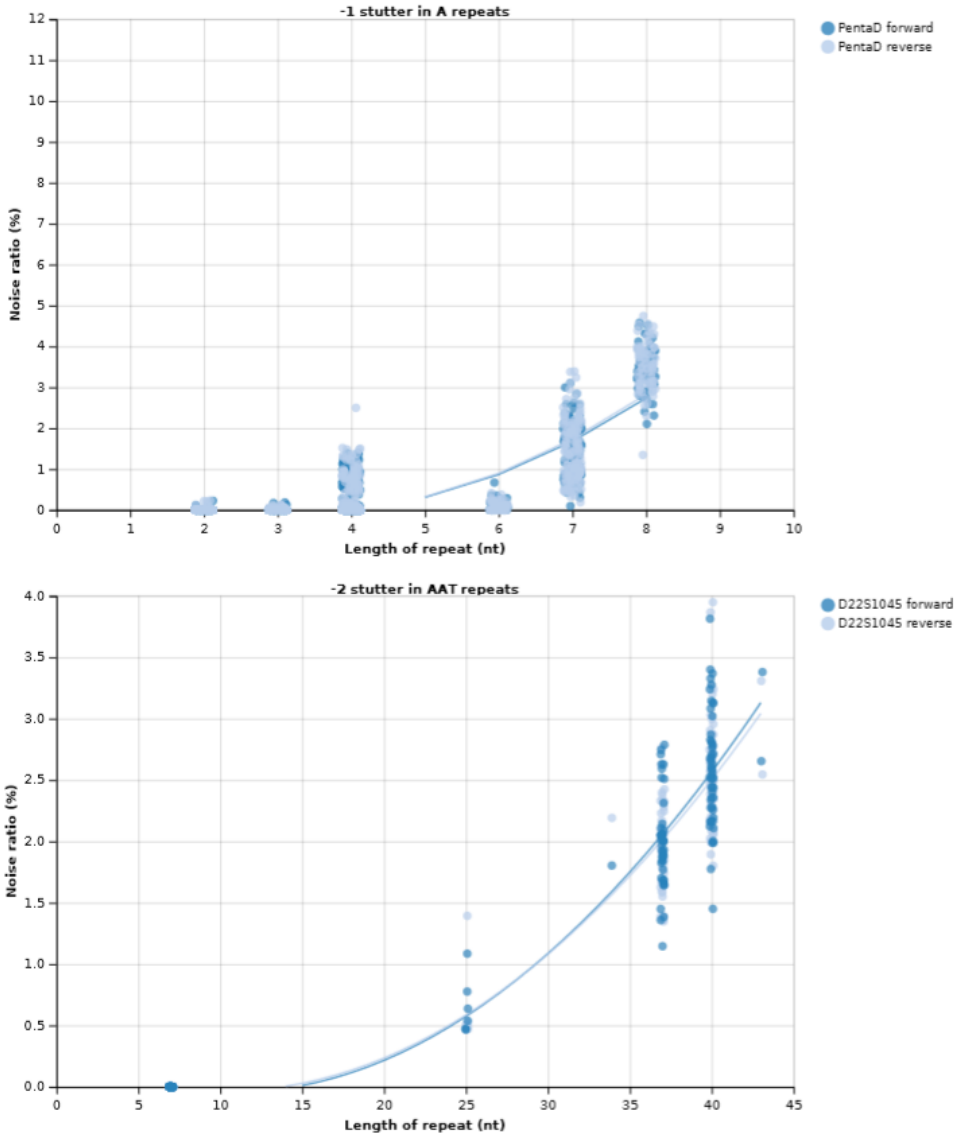 -1 stutter in A repeats
12
11
10
9
8
7
6
5
4
3
2
1
0
Noise ratio (%)
0 1 2 3 4 5 6 7 8 9 10
Length of repeat (nt)
PentaD forward
PentaD reverse
-2 stutter in AAT repeats
4.0
3.5
3.0
2.5
2.0
1.5
1.0
0.5
0.0
Noise ratio (%)
0 5 10 15 20 25 30 35 40 45
Length of repeat (nt)
D22S1045 forward
D22S1045 reverse